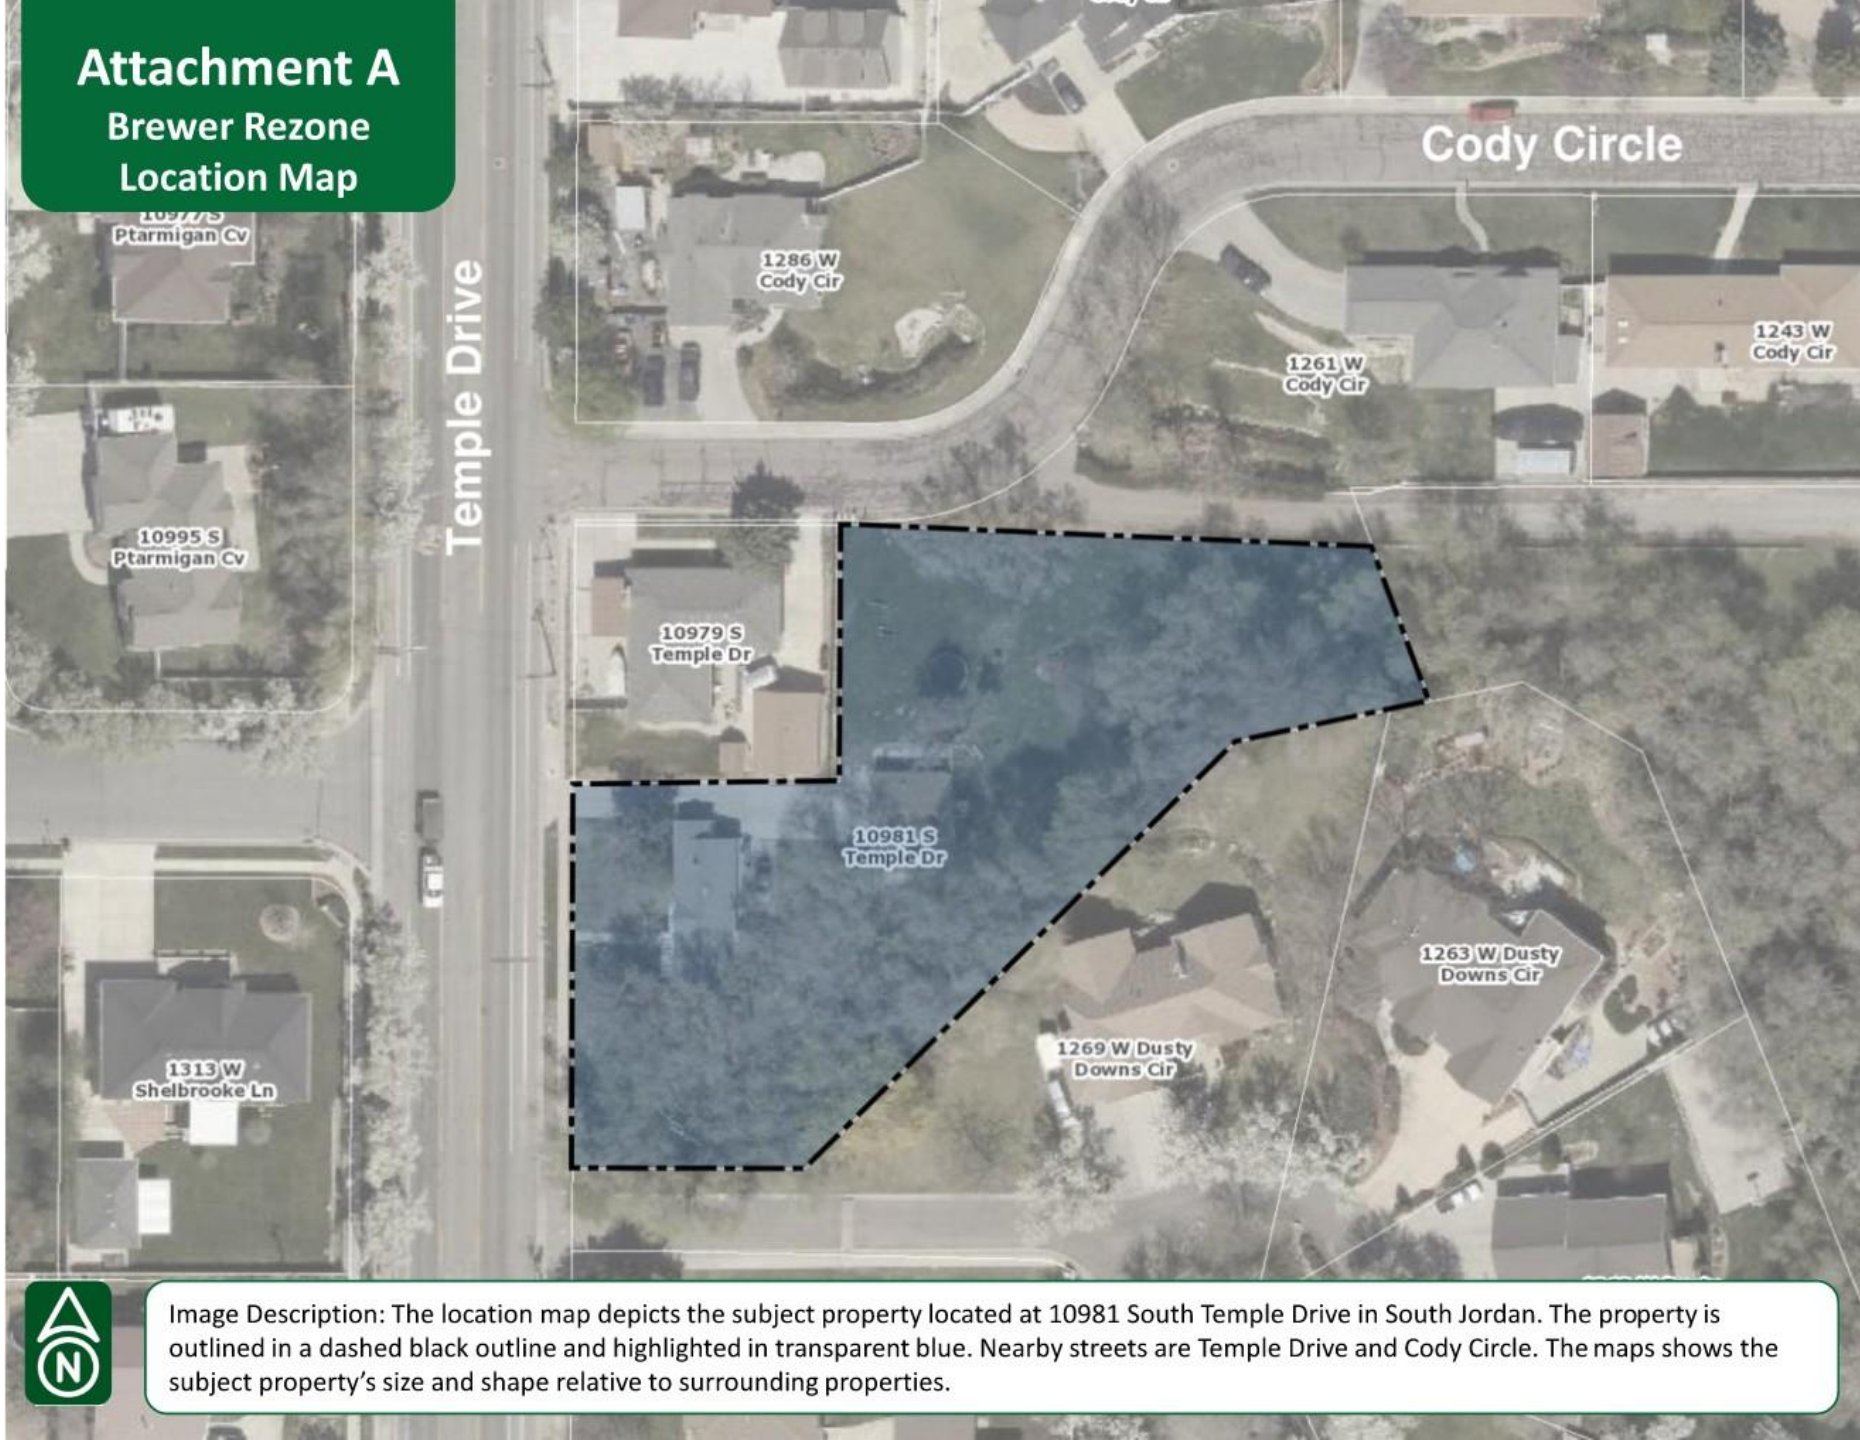 Attachment A
Brewer Rezone
Location Map
10977 S
Ptarmigan Cv
Temple Drive
Cody Circle
1286 W
Cody Cir
1261 W
Cody Cir
1243 W
Cody Cir
10995 S
Ptarmigan Cv
10979 S
Temple Dr
10981 S
Temple Dr
1263 W Dusty
Downs Cir
1269 W Dusty
Downs Cir
1313 W
Shelbrooke Ln
N
Image Description: The location map depicts the subject property located at 10981 South Temple Drive in South Jordan. The property is
outlined in a dashed black outline and highlighted in transparent blue. Nearby streets are Temple Drive and Cody Circle. The maps shows the
subject property’s size and shape relative to surrounding properties.